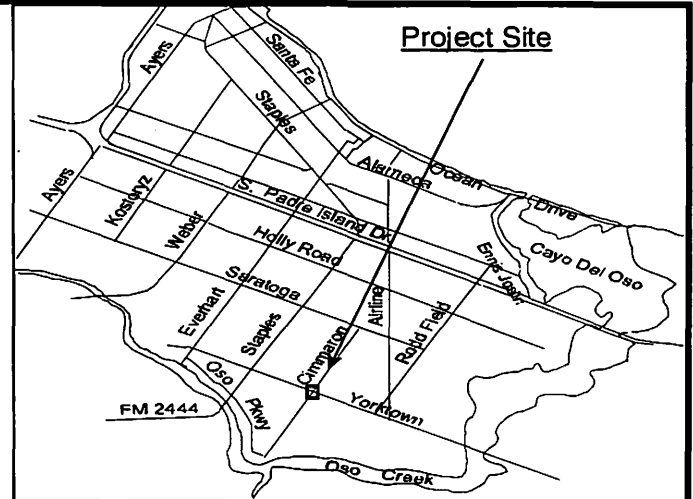 Project Site
Ayers
Santa Fe
Staples
Alameda
Ocean
Drive
Ayers
Kostoryz
Weber
S. Padre Island Dr.
Holly Road
Saratoga
Ennis Joslin
Cayo Del Oso
Everhart
Staples
Cimmaron
Airline
Rodd Field
Oso
Pkwy
Yorktown
FM 2444
Oso Creek